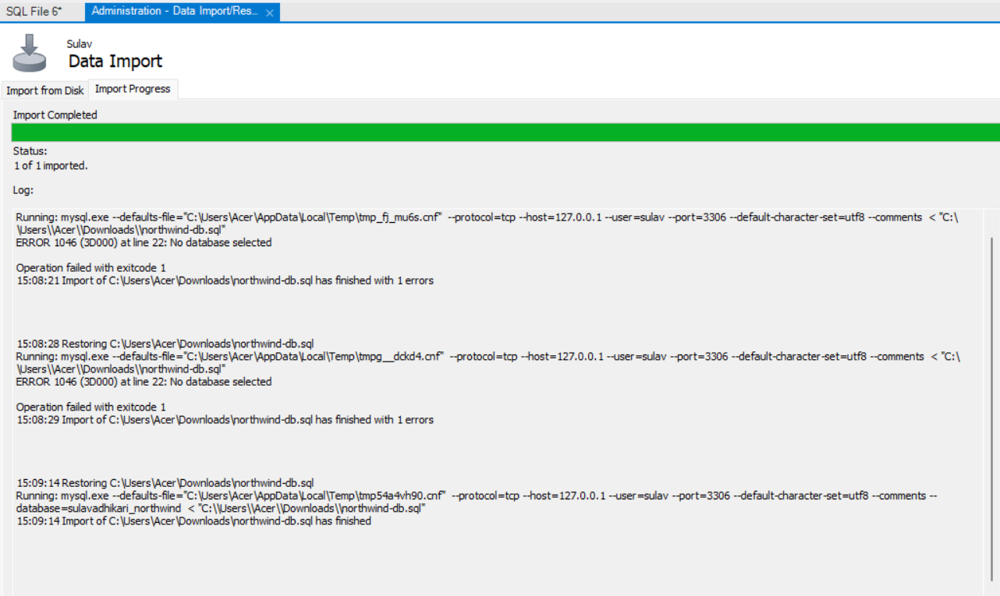 SQL File 6*
Administration - Data Import/Res...
Sulav
Data Import
Import from Disk
Import Progress
Import Completed
Status:
1 of 1 imported.
Log:
Running: mysql.exe --defaults-file="C:\Users\Acer\AppData\Local\Temp\tmp_fj_mu6s.cnf"  --protocol=tcp --host=127.0.0.1 --user=sulav --port=3306 --default-character-set=utf8 --comments  < "C:\
\Users\\Acer\\Downloads\\northwind-db.sql"
ERROR 1046 (3D000) at line 22: No database selected
Operation failed with exitcode 1
15:08:21 Import of C:\Users\Acer\Downloads\northwind-db.sql has finished with 1 errors
15:08:28 Restoring C:\Users\Acer\Downloads\northwind-db.sql
Running: mysql.exe --defaults-file="C:\Users\Acer\AppData\Local\Temp\tmpg__dckd4.cnf"  --protocol=tcp --host=127.0.0.1 --user=sulav --port=3306 --default-character-set=utf8 --comments  < "C:\
\Users\\Acer\\Downloads\\northwind-db.sql"
ERROR 1046 (3D000) at line 22: No database selected
Operation failed with exitcode 1
15:08:29 Import of C:\Users\Acer\Downloads\northwind-db.sql has finished with 1 errors
15:09:14 Restoring C:\Users\Acer\Downloads\northwind-db.sql
Running: mysql.exe --defaults-file="C:\Users\Acer\AppData\Local\Temp\tmp54a4vh90.cnf"  --protocol=tcp --host=127.0.0.1 --user=sulav --port=3306 --default-character-set=utf8 --comments --
database=sulavadhikari_northwind  < "C:\\Users\\Acer\\Downloads\\northwind-db.sql"
15:09:14 Import of C:\Users\Acer\Downloads\northwind-db.sql has finished